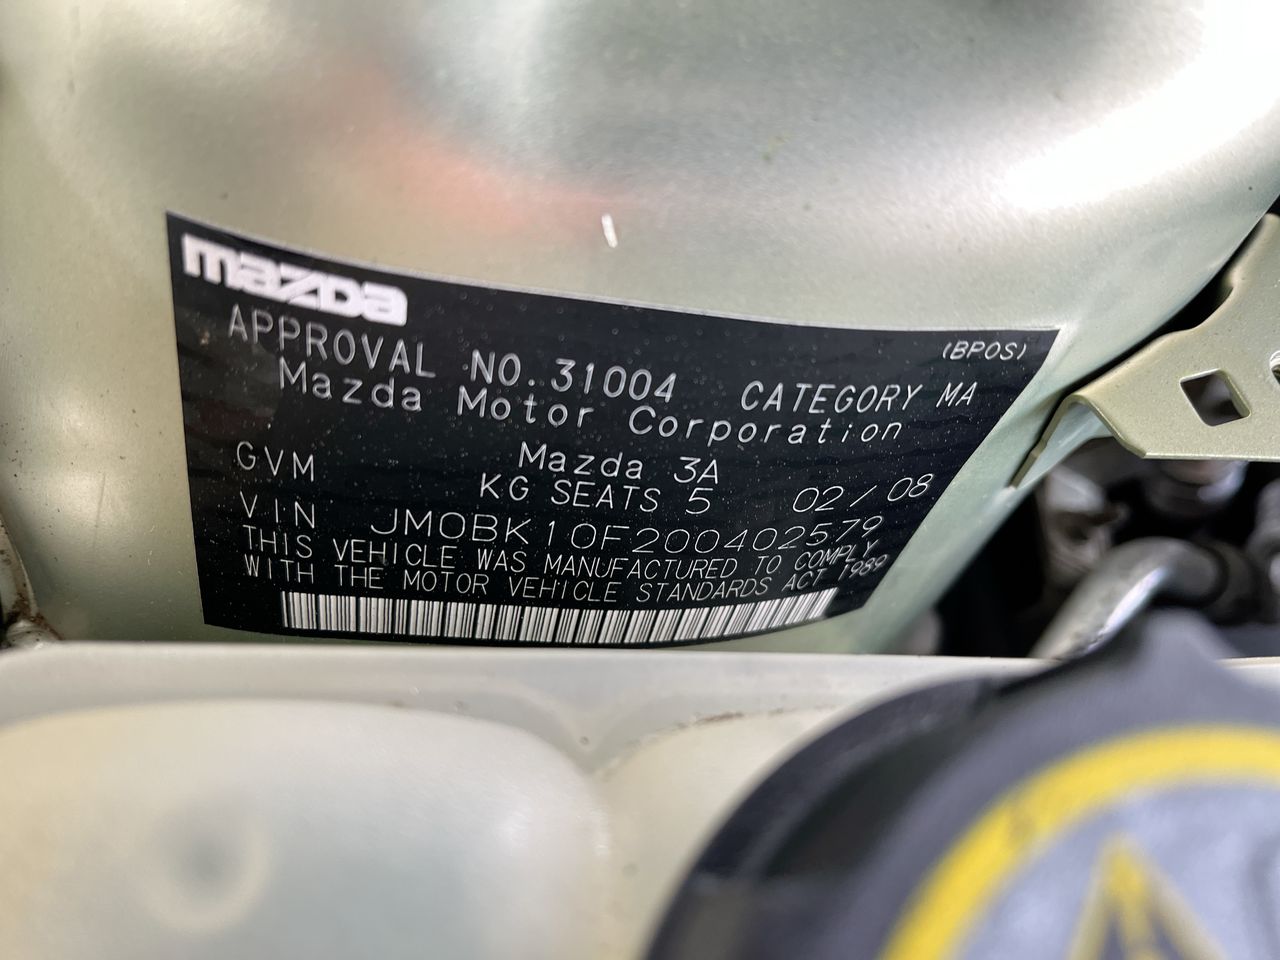 mazda
(BPOS)
APPROVAL NO. 31004 CATEGORY MA
Mazda Motor Corporation
Mazda 3A
GVM KG SEATS 5 02/08
VIN JM0BK10F200402579
THIS VEHICLE WAS MANUFACTURED TO COMPLY
WITH THE MOTOR VEHICLE STANDARDS ACT 1989